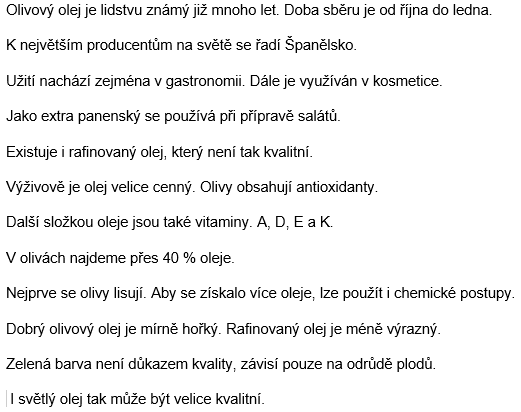 Olivový olej je lidstvu známý již mnoho let. Doba sběru je od října do ledna.
K největším producentům na světě se řadí Španělsko.
Užití nachází zejména v gastronomii. Dále je využíván v kosmetice.
Jako extra panenský se používá při přípravě salátů.
Existuje i rafinovaný olej, který není tak kvalitní.
Výživově je olej velice cenný. Olivy obsahují antioxidanty.
Další složkou oleje jsou také vitaminy. A, D, E a K.
V olivách najdeme přes 40 % oleje.
Nejprve se olivy lisují. Aby se získalo více oleje, lze použít i chemické postupy.
Dobrý olivový olej je mírně hořký. Rafinovaný olej je méně výrazný.
Zelená barva není důkazem kvality, závisí pouze na odrůdě plodů.
I světlý olej tak může být velice kvalitní.